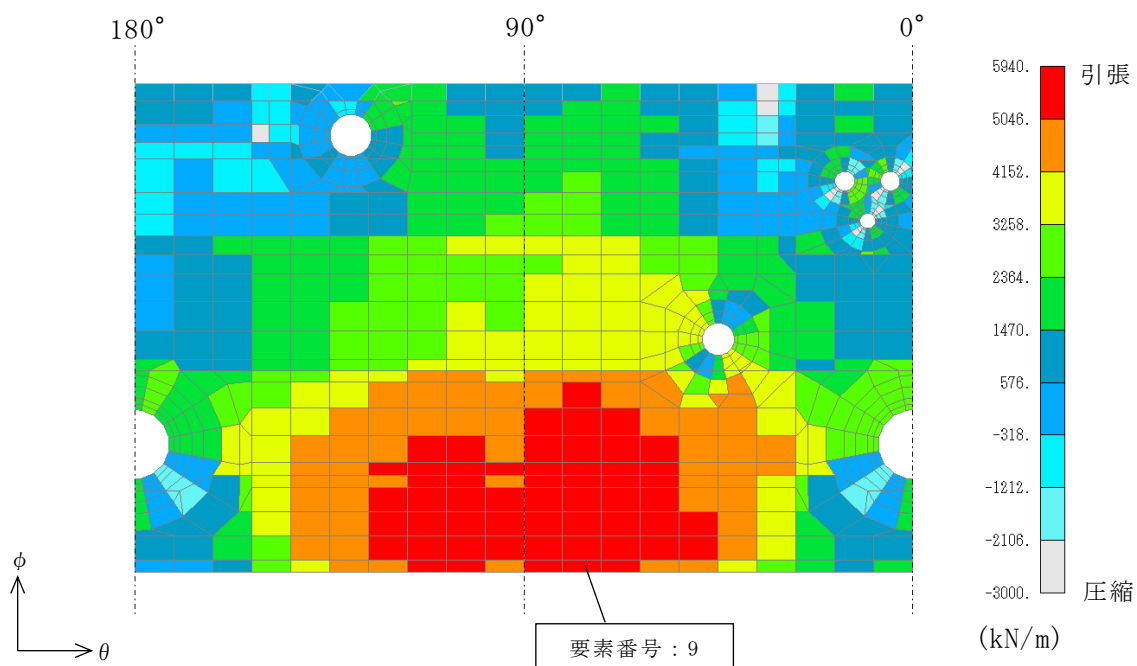 180° 90° 0°
5940. 引張
5046.
4152.
3258.
2364.
1470.
576.
-318.
-1212.
-2106.
-3000. 圧縮
(kN/m)
φ
θ
要素番号：9